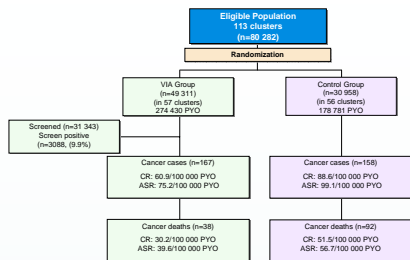 Eligible Population
113 clusters
(n=80 282)
Randomization
VIA Group
(n=49 311)
(in 57 clusters)
274 430 PYO
Control Group
(n=30 958)
(in 56 clusters)
178 781 PYO
Screened (n=31 343)
Screen positive
(n=3088, (9.9%)
Cancer cases (n=167)
CR: 60.9/100 000 PYO
ASR: 75.2/100 000 PYO
Cancer cases (n=158)
CR: 88.6/100 000 PYO
ASR: 99.1/100 000 PYO
Cancer deaths (n=38)
CR: 30.2/100 000 PYO
ASR: 39.6/100 000 PYO
Cancer deaths (n=92)
CR: 51.5/100 000 PYO
ASR: 56.7/100 000 PYO